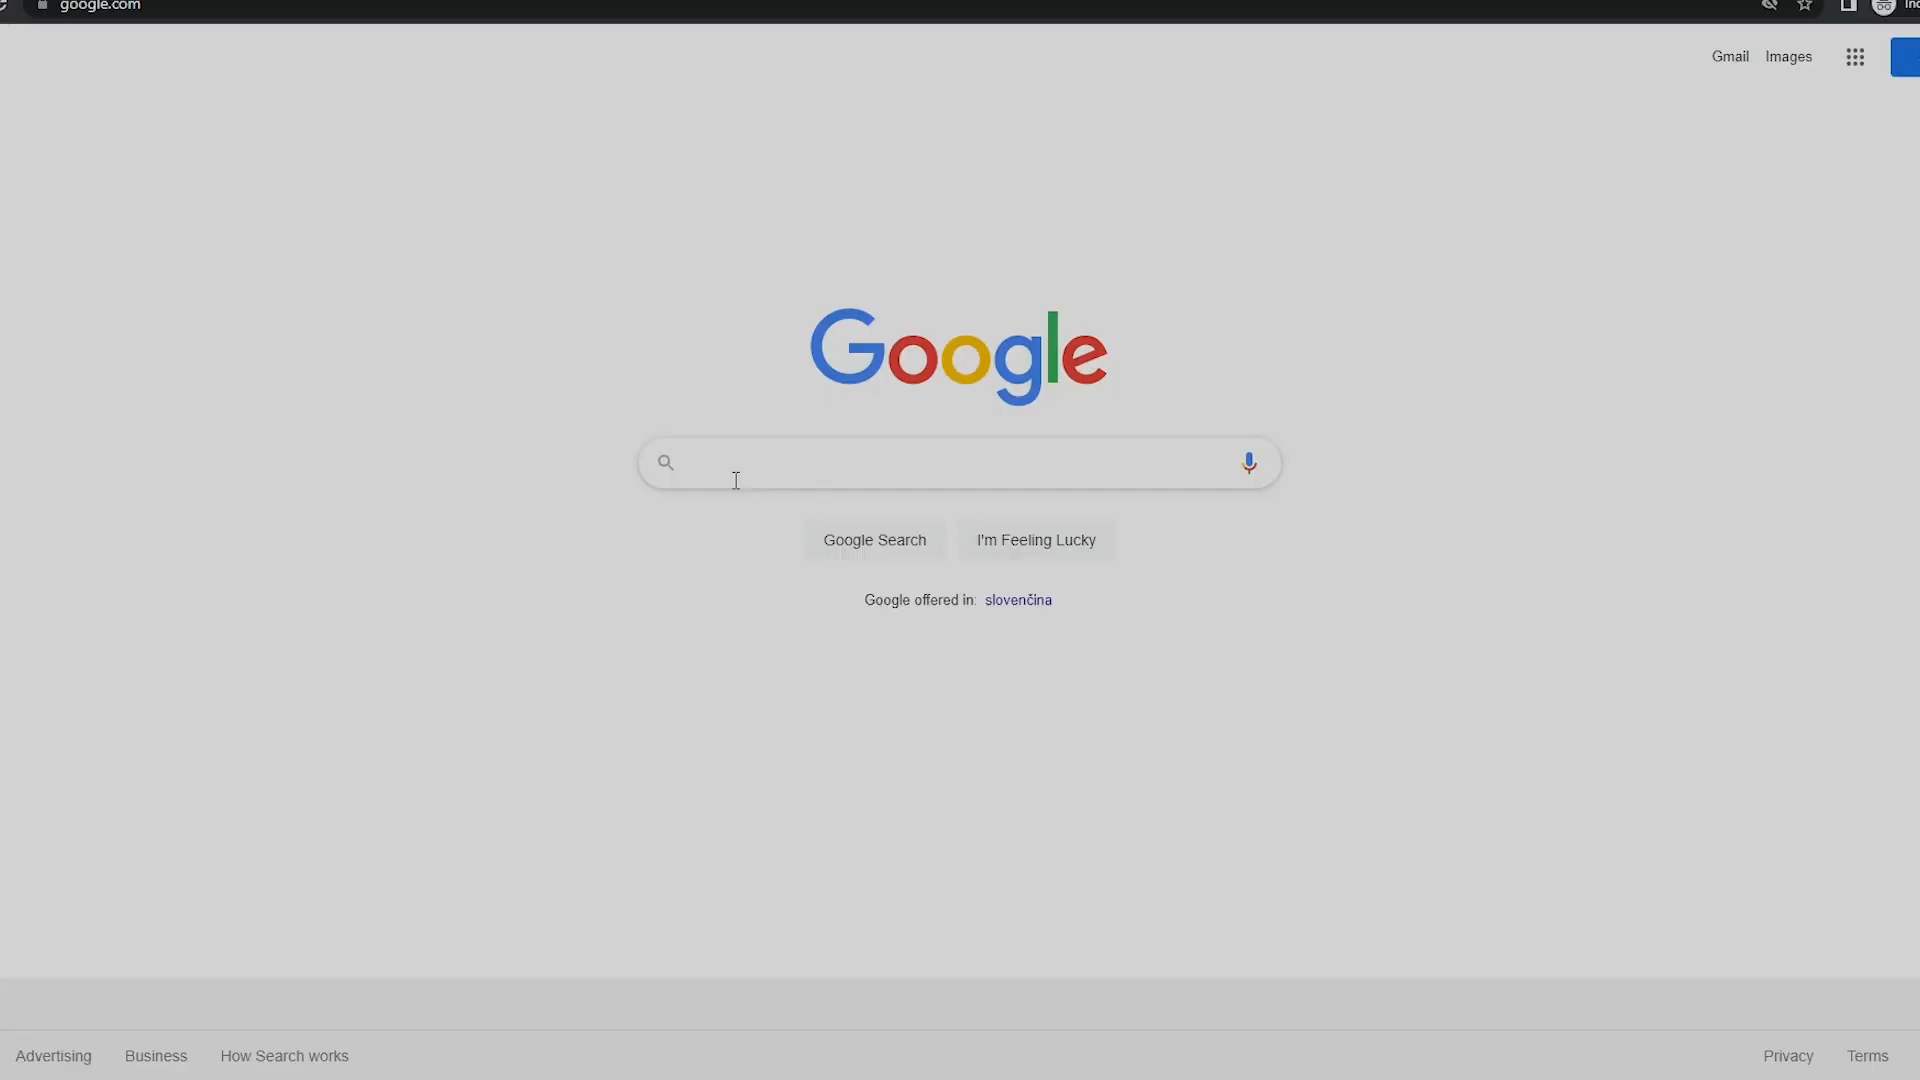 google.com
Gmail Images
Google
Google Search I'm Feeling Lucky
Google offered in: slovenčina
Advertising Business How Search works Privacy Terms